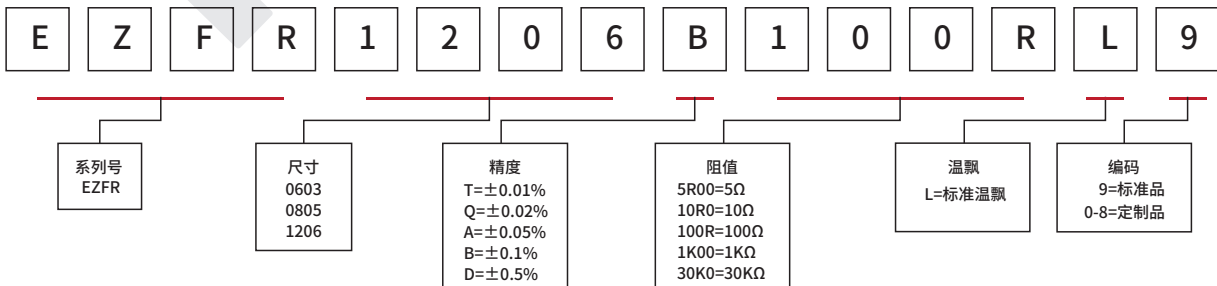 E Z F R 1 2 0 6 B 1 0 0 R L 9
系列号
EZFR
尺寸
0603
0805
1206
精度
T=±0.01%
Q=±0.02%
A=±0.05%
B=±0.1%
D=±0.5%
阻值
5R00=5Ω
10R0=10Ω
100R=100Ω
1K00=1KΩ
30K0=30KΩ
温飘
L=标准温飘
编码
9=标准品
0-8=定制品